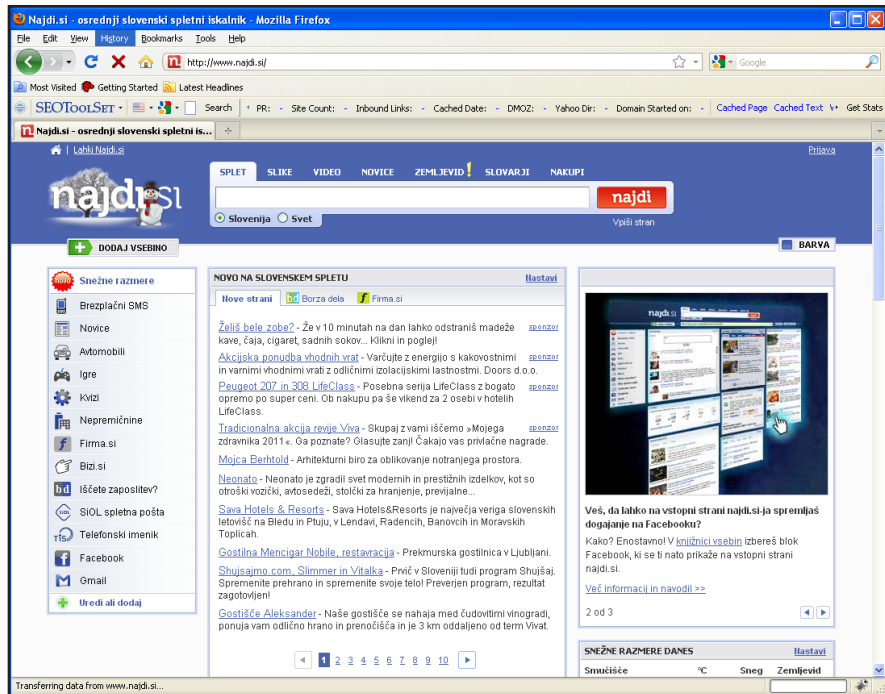 Najdi.si - osrednji slovenski spletni iskalnik - Mozilla Firefox
File Edit View History Bookmarks Tools Help
http://www.najdi.si/
Google
Most Visited Getting Started Latest Headlines
SEOToolSet Search PR: - Site Count: - Inbound Links: - Cached Date: - DMOZ: - Yahoo Dir: - Domain Started on: - Cached Page Cached Text Get Stats
Najdi.si - osrednji slovenski spletni is...
| Lahki Najdi.si
Prijava
SPLET SLIKE VIDEO NOVICE ZEMLJEVID! SLOVARJI NAKUPI
najdi.si
najdi
Slovenija Svet
Vpiši stran
DODAJ VSEBINO
BARVA
novo Snežne razmere
Brezplačni SMS
Novice
Avtomobili
Igre
Kvizi
Nepremičnine
Firma.si
Bizi.si
bd Iščete zaposlitev?
SiOL spletna pošta
TIS Telefonski imenik
Facebook
Gmail
Uredi ali dodaj
NOVO NA SLOVENSKEM SPLETU Nastavi
Nove strani bd Borza dela f Firma.si
Želiš bele zobe? - Že v 10 minutah na dan lahko odstraniš madeže sponzor
kave, čaja, cigaret, sadnih sokov... Klikni in poglej!
Akcijska ponudba vhodnih vrat - Varčujte z energijo s kakovostnimi sponzor
in varnimi vhodnimi vrati z odličnimi izolacijskimi lastnostmi. Doors d.o.o.
Peugeot 207 in 308 LifeClass - Posebna serija LifeClass z bogato sponzor
opremo po super ceni. Ob nakupu pa še vikend za 2 osebi v hotelih
LifeClass.
Tradicionalna akcija revije Viva - Skupaj z vami iščemo »Mojega sponzor
zdravnika 2011«. Ga poznate? Glasujte zanj! Čakajo vas privlačne nagrade.
Mojca Berhtold - Arhitekturni biro za oblikovanje notranjega prostora.
Neonato - Neonato je zgradil svet modernih in prestižnih izdelkov, kot so
otroški vozički, avtosedeži, stolčki za hranjenje, previjalne...
Sava Hotels & Resorts - Sava Hotels&Resorts je največja veriga slovenskih
letovišč na Bledu in Ptuju, v Lendavi, Radencih, Banovcih in Moravskih
Toplicah.
Gostilna Mencigar Nobile, restavracija - Prekmurska gostilnica v Ljubljani.
Shujsajmo.com, Slimmer in Vitalka - Prvič v Sloveniji tudi program Shujšaj.
Spremenite prehrano in spremenite svoje telo! Preverjen program, rezultat
zagotovljen!
Gostišče Aleksander - Naše gostišče se nahaja med čudovitimi vinogradi,
ponuja vam odlično hrano in prenočišča in je 3 km oddaljeno od term Vivat.
1 2 3 4 5 6 7 8 9 10
najdi.si
Veš, da lahko na vstopni strani najdi.si-ja spremljaš
dogajanje na Facebooku?
Kako? Enostavno! V knjižnici vsebin izbereš blok
Facebook, ki se ti nato prikaže na vstopni strani
najdi.si.
Več informacij in navodil >>
2 od 3
SNEŽNE RAZMERE DANES Nastavi
Smučišče °C Sneg Zemljevid
Transferring data from www.najdi.si...